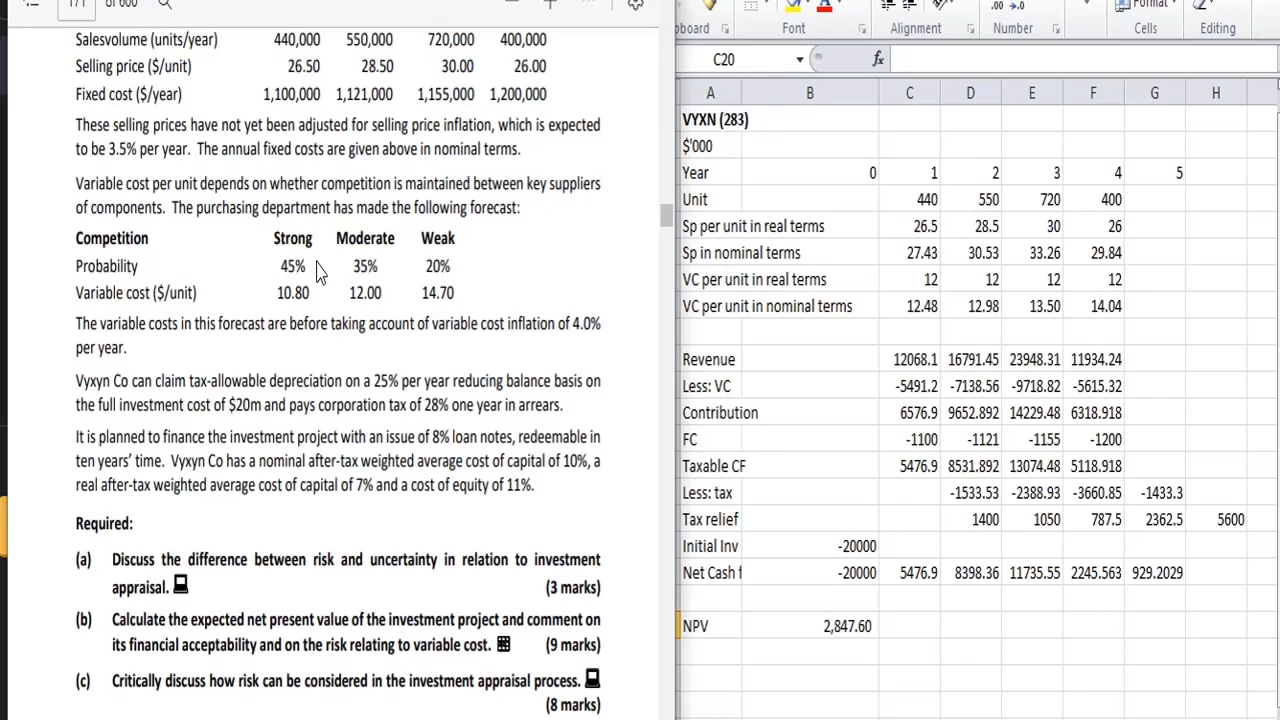 171 of 600
Salesvolume (units/year) 440,000 550,000 720,000 400,000
Selling price ($/unit) 26.50 28.50 30.00 26.00
Fixed cost ($/year) 1,100,000 1,121,000 1,155,000 1,200,000
These selling prices have not yet been adjusted for selling price inflation, which is expected
to be 3.5% per year. The annual fixed costs are given above in nominal terms.
Variable cost per unit depends on whether competition is maintained between key suppliers
of components. The purchasing department has made the following forecast:
Competition Strong Moderate Weak
Probability 45% 35% 20%
Variable cost ($/unit) 10.80 12.00 14.70
The variable costs in this forecast are before taking account of variable cost inflation of 4.0%
per year.
Vyxyn Co can claim tax-allowable depreciation on a 25% per year reducing balance basis on
the full investment cost of $20m and pays corporation tax of 28% one year in arrears.
It is planned to finance the investment project with an issue of 8% loan notes, redeemable in
ten years' time. Vyxyn Co has a nominal after-tax weighted average cost of capital of 10%, a
real after-tax weighted average cost of capital of 7% and a cost of equity of 11%.
Required:
(a) Discuss the difference between risk and uncertainty in relation to investment
appraisal. (3 marks)
(b) Calculate the expected net present value of the investment project and comment on
its financial acceptability and on the risk relating to variable cost. (9 marks)
(c) Critically discuss how risk can be considered in the investment appraisal process.
(8 marks)
Format
board Font Alignment Number Cells Editing
C20 fx
A B C D E F G H
VYXN (283)
$'000
Year 0 1 2 3 4 5
Unit 440 550 720 400
Sp per unit in real terms 26.5 28.5 30 26
Sp in nominal terms 27.43 30.53 33.26 29.84
VC per unit in real terms 12 12 12 12
VC per unit in nominal terms 12.48 12.98 13.50 14.04
Revenue 12068.1 16791.45 23948.31 11934.24
Less: VC -5491.2 -7138.56 -9718.82 -5615.32
Contribution 6576.9 9652.892 14229.48 6318.918
FC -1100 -1121 -1155 -1200
Taxable CF 5476.9 8531.892 13074.48 5118.918
Less: tax -1533.53 -2388.93 -3660.85 -1433.3
Tax relief 1400 1050 787.5 2362.5 5600
Initial Inv -20000
Net Cash f -20000 5476.9 8398.36 11735.55 2245.563 929.2029
NPV 2,847.60